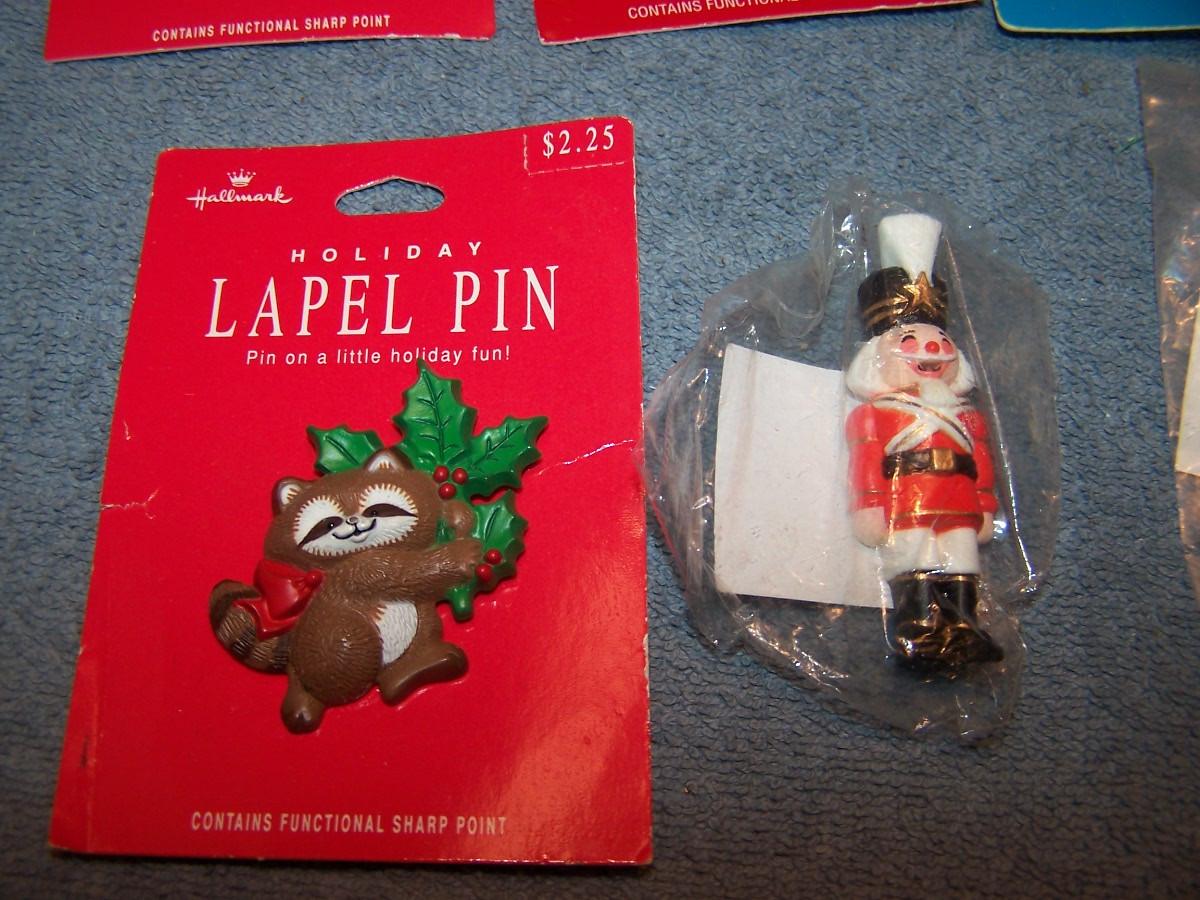 CONTAINS FUNCTIONAL SHARP POINT
CONTAINS FUNCTIONAL
$2.25
Hallmark
HOLIDAY
LAPEL PIN
Pin on a little holiday fun!
CONTAINS FUNCTIONAL SHARP POINT